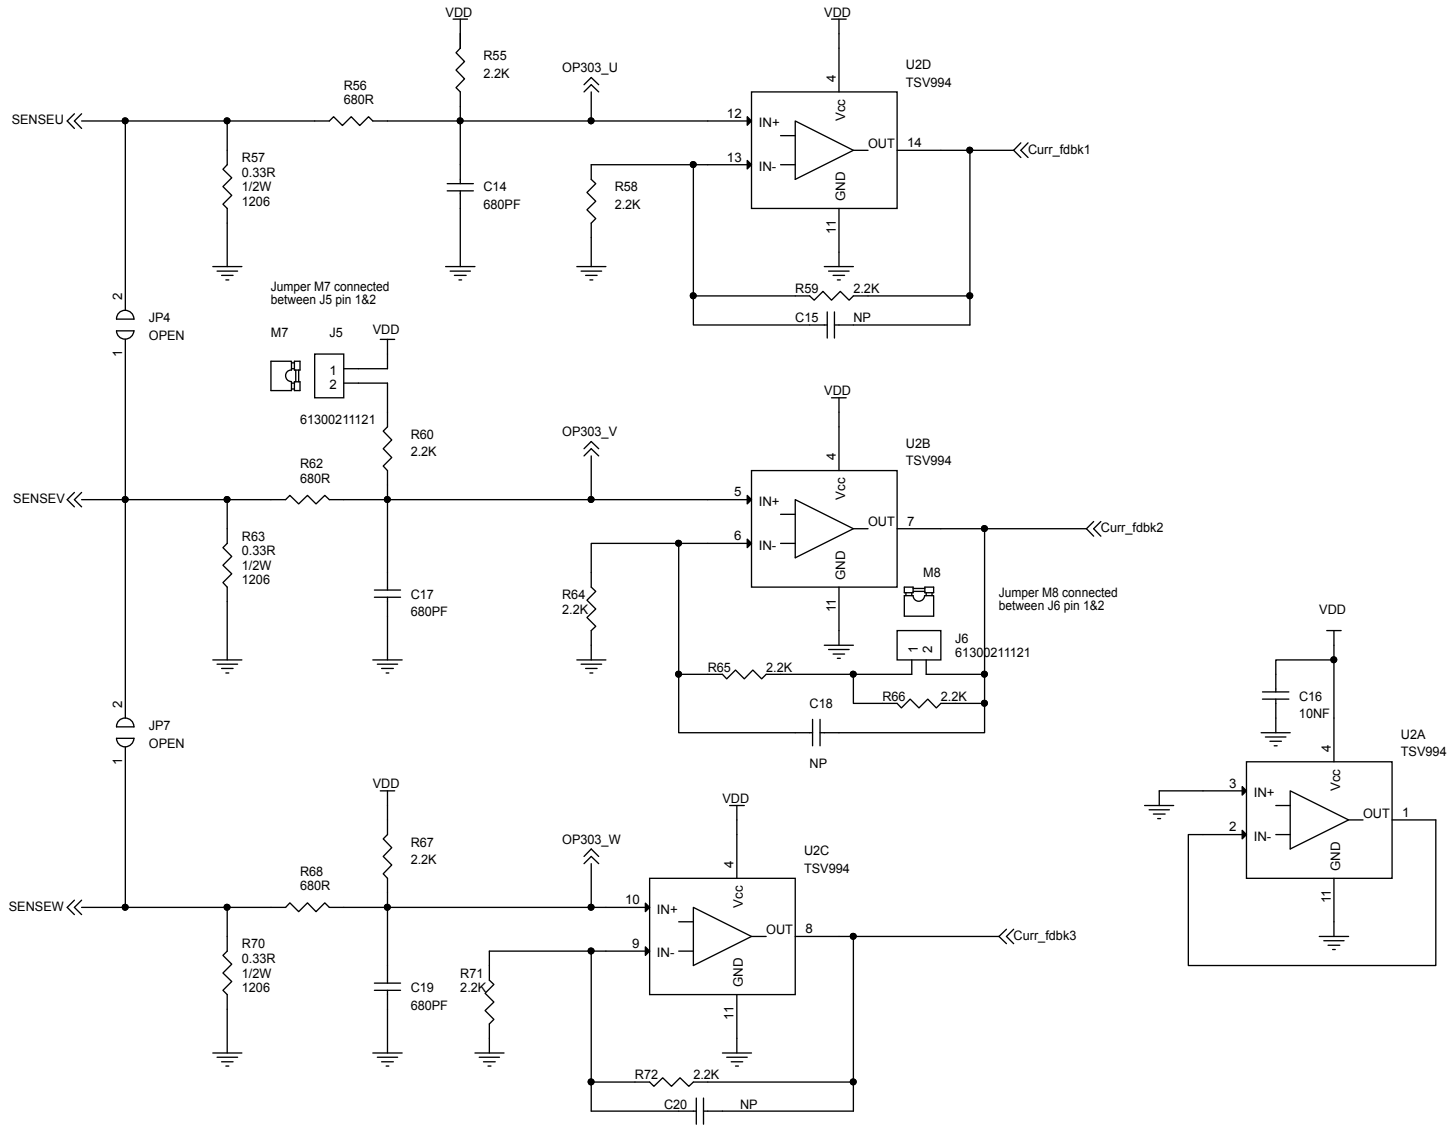 VDD
R55
2.2K
R56
680R
OP303_U
SENSEU
R57
0.33R
1/2W
1206
C14
680PF
R58
2.2K
VDD
U2D
TSV994
4
Vcc
12
IN+
13
IN-
OUT
14
GND
11
Curr_fdbk1
R59
2.2K
C15
NP
2
JP4
OPEN
1
Jumper M7 connected
between J5 pin 1&2
M7
J5
VDD
1
2
61300211121
R60
2.2K
R62
680R
OP303_V
SENSEV
R63
0.33R
1/2W
1206
C17
680PF
R64
2.2K
VDD
U2B
TSV994
4
Vcc
5
IN+
6
IN-
OUT
7
GND
11
Curr_fdbk2
M8
Jumper M8 connected
between J6 pin 1&2
J6
61300211121
1
2
R65
2.2K
R66
2.2K
C18
NP
2
JP7
OPEN
1
VDD
R67
2.2K
R68
680R
OP303_W
SENSEW
R70
0.33R
1/2W
1206
C19
680PF
R71
2.2K
VDD
U2C
TSV994
4
Vcc
10
IN+
9
IN-
OUT
8
GND
11
Curr_fdbk3
R72
2.2K
C20
NP
VDD
C16
10NF
U2A
TSV994
4
Vcc
3
IN+
2
IN-
OUT
1
GND
11